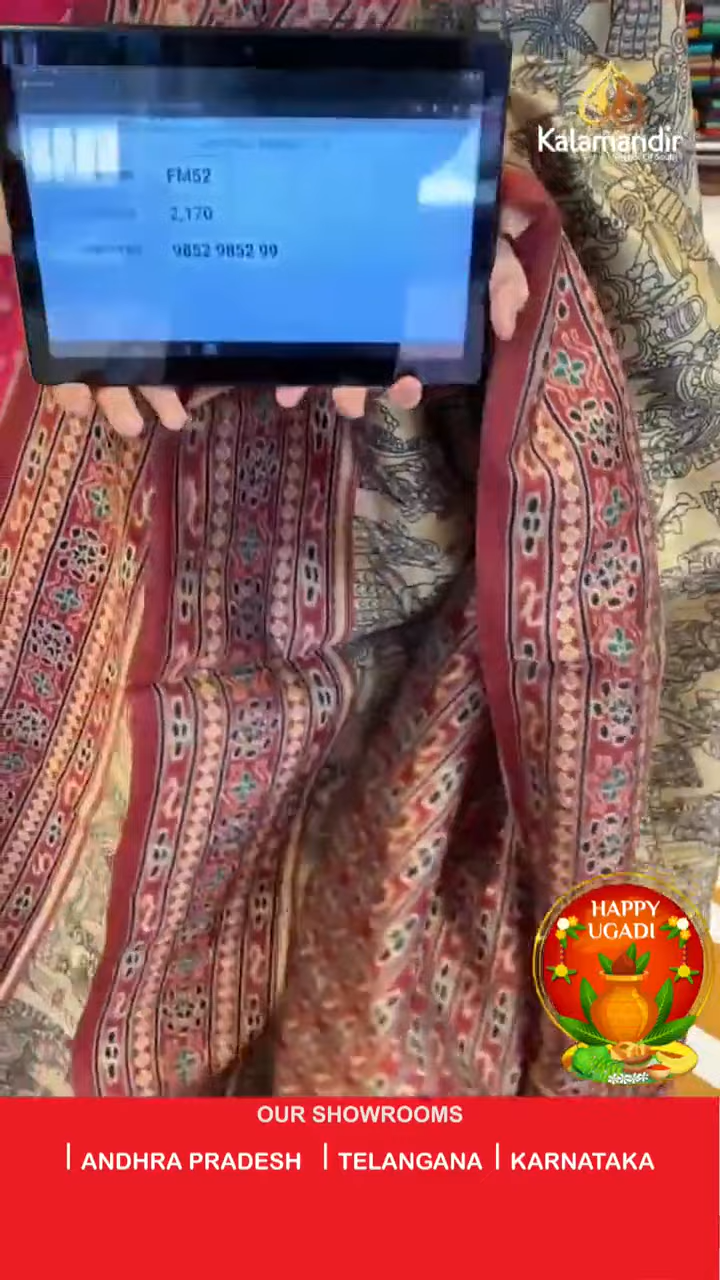 Kalamandir
FM52
2,170
9852 9852 99
HAPPY
UGADI
OUR SHOWROOMS
| ANDHRA PRADESH | TELANGANA | KARNATAKA